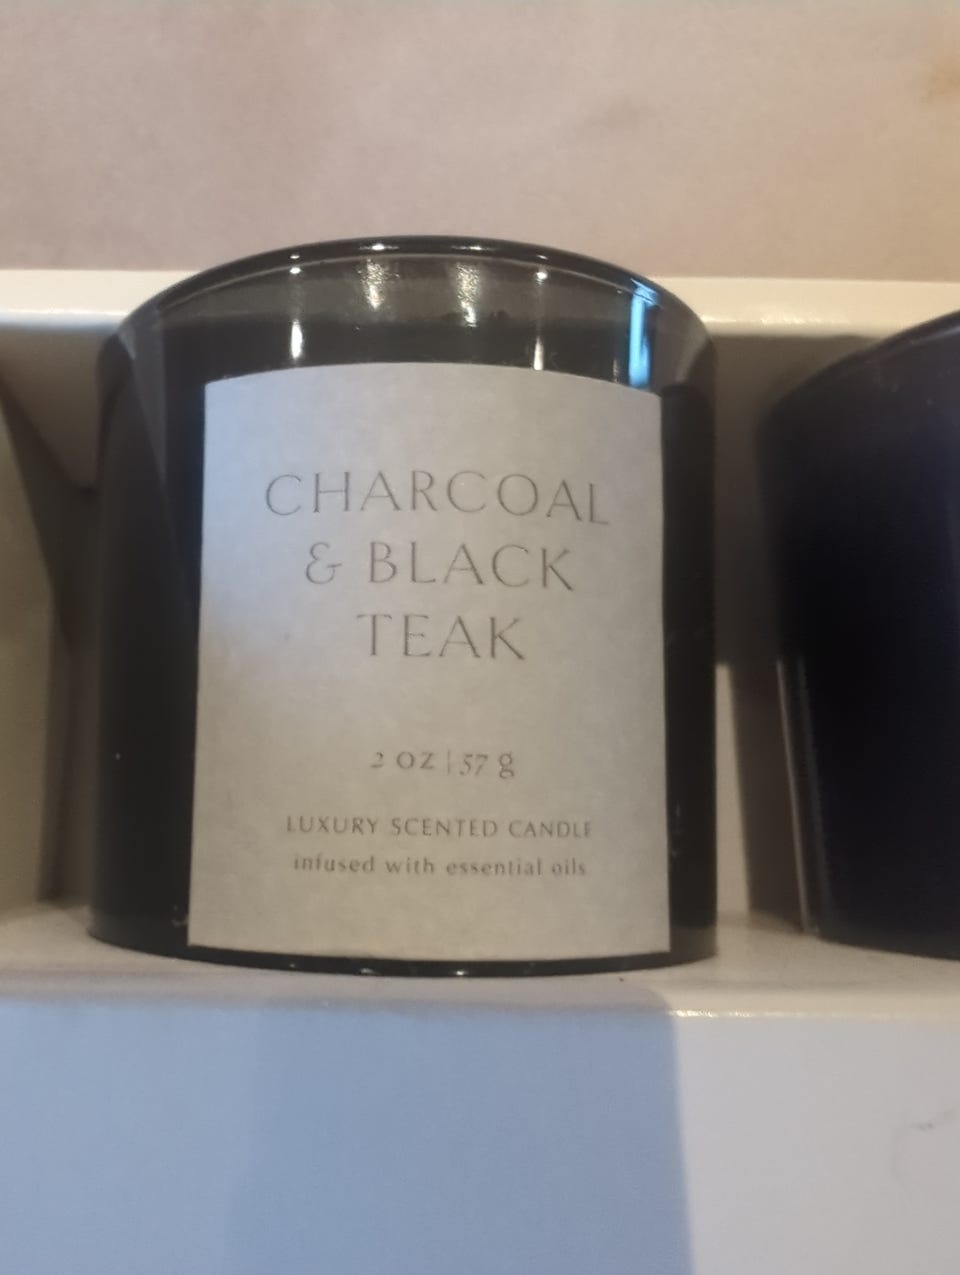 CHARCOAL
& BLACK
TEAK
2 oz | 57 g
LUXURY SCENTED CANDLE
infused with essential oils